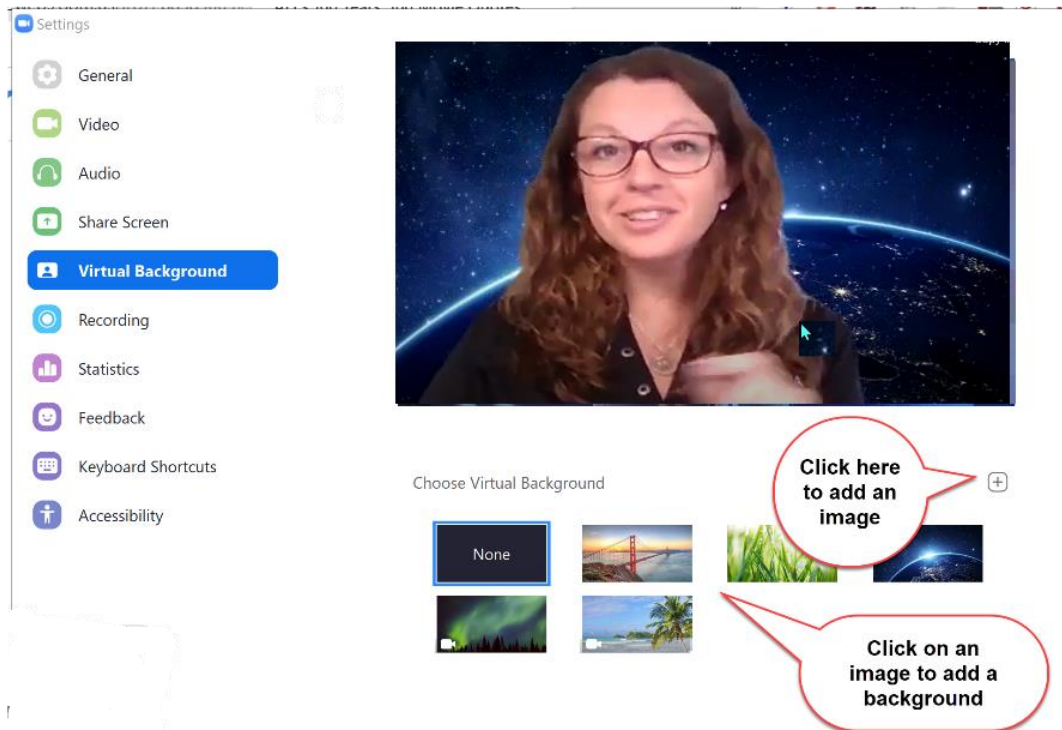 Settings
General
Video
Audio
Share Screen
Virtual Background
Recording
Statistics
Feedback
Keyboard Shortcuts
Accessibility
Choose Virtual Background
Click here
to add an
image
None
Click on an
image to add a
background